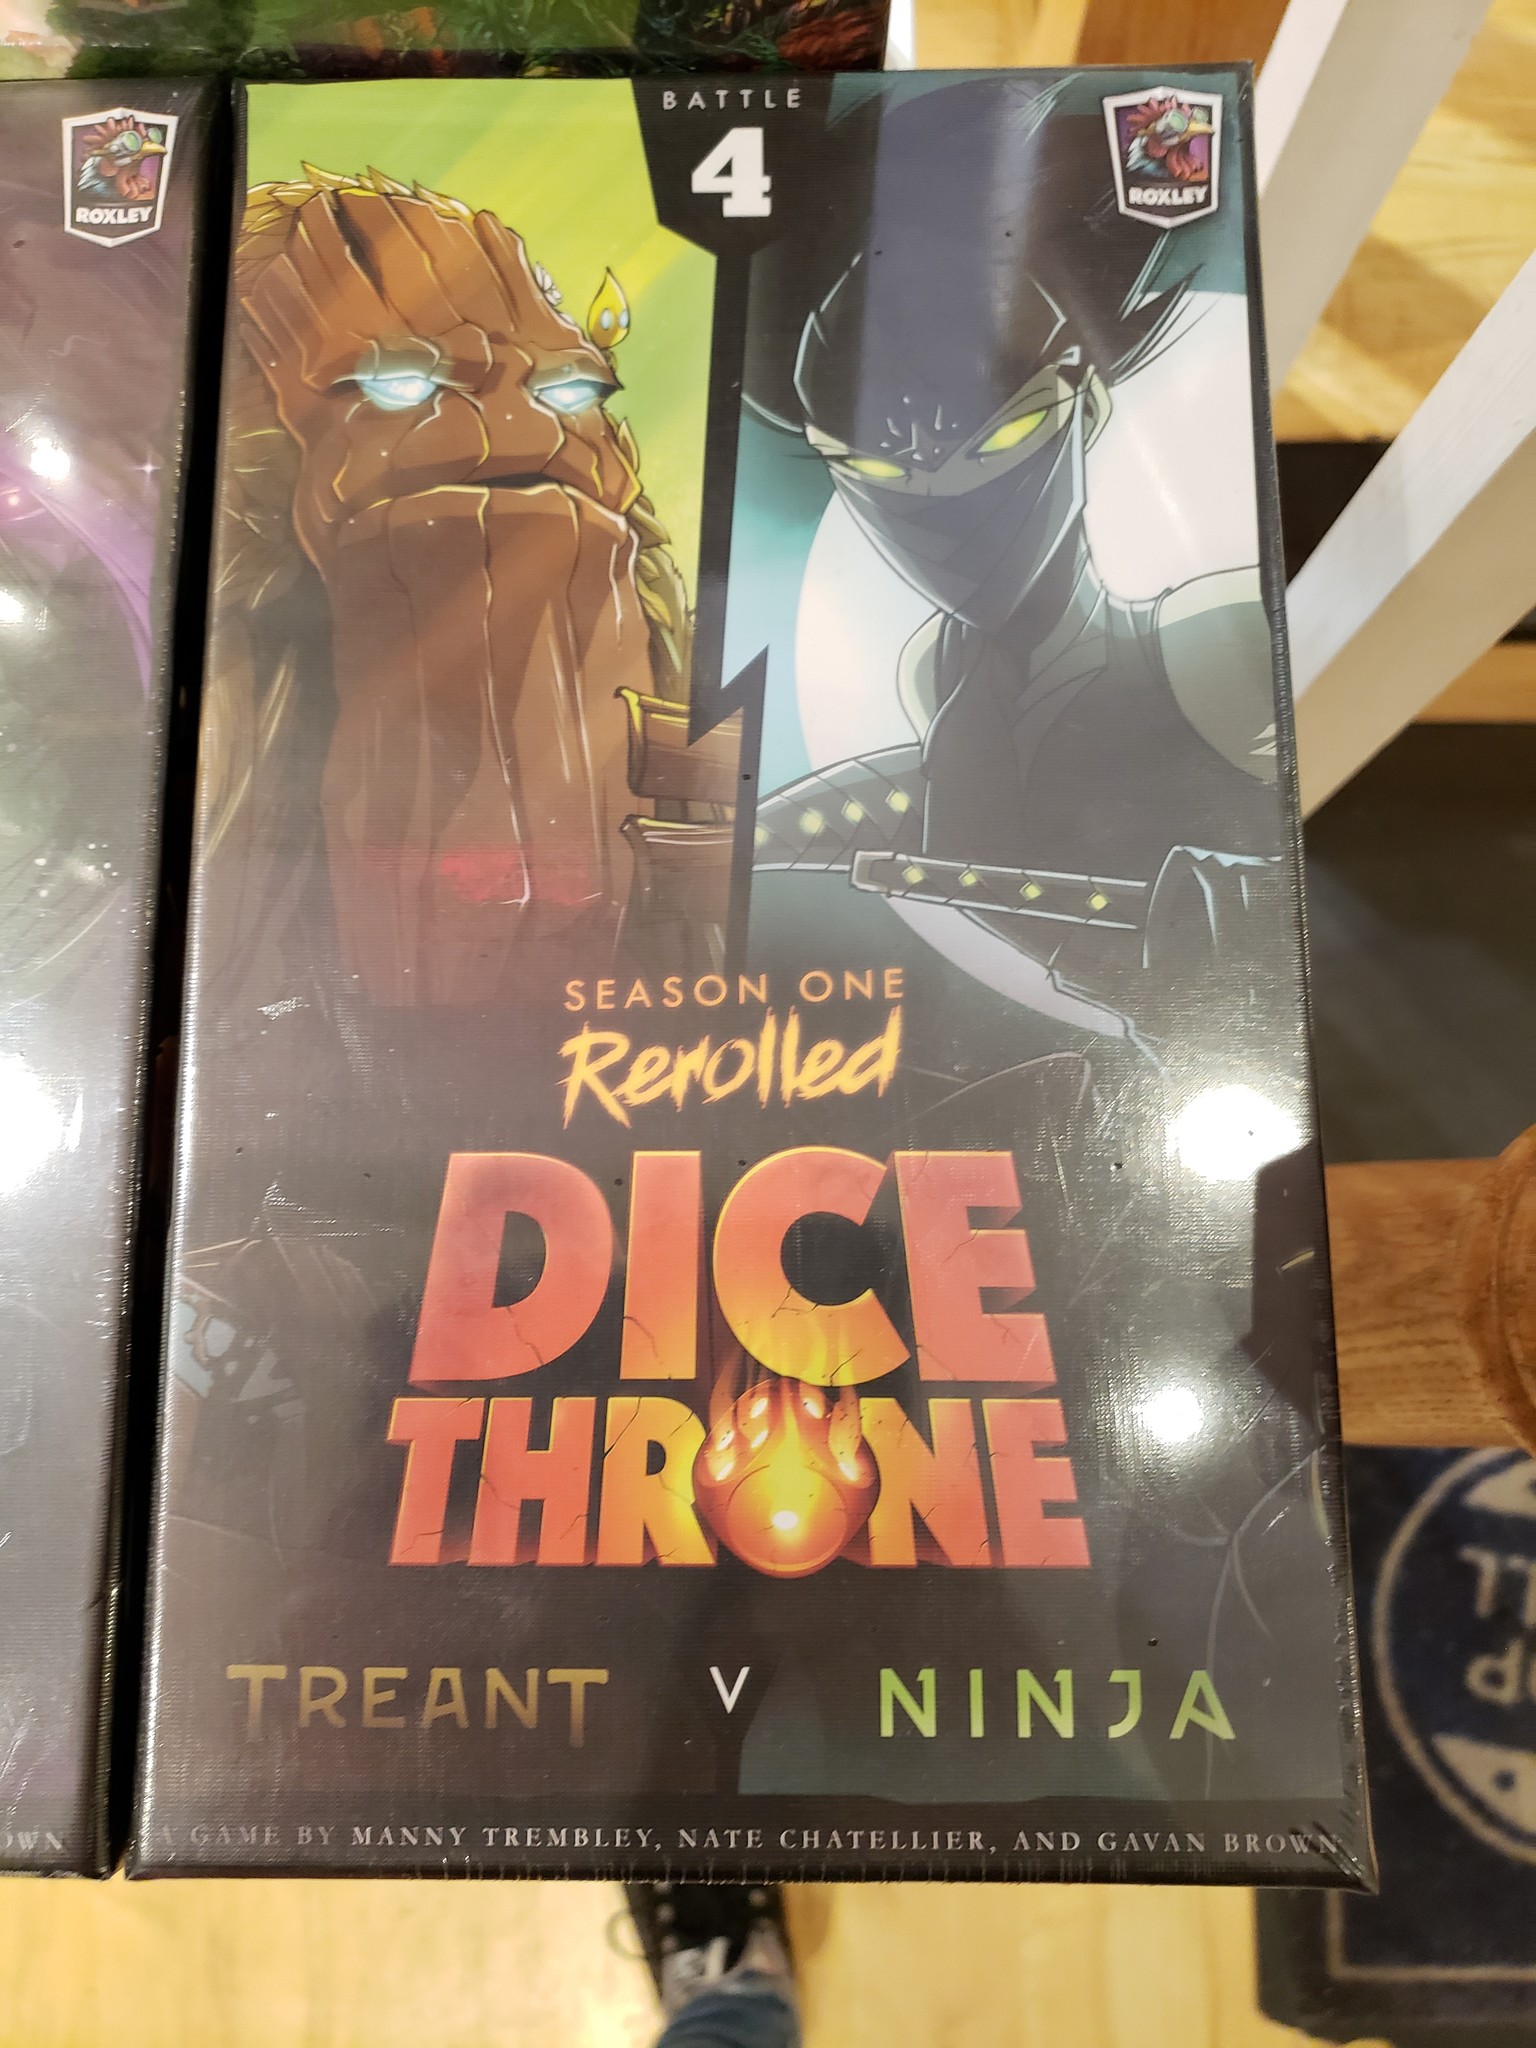 BATTLE
4
ROXLEY
ROXLEY
SEASON ONE
Rerolled
DICE
THRONE
TREANT V NINJA
A GAME BY MANNY TREMBLEY, NATE CHATELLIER, AND GAVAN BROWN
OWN